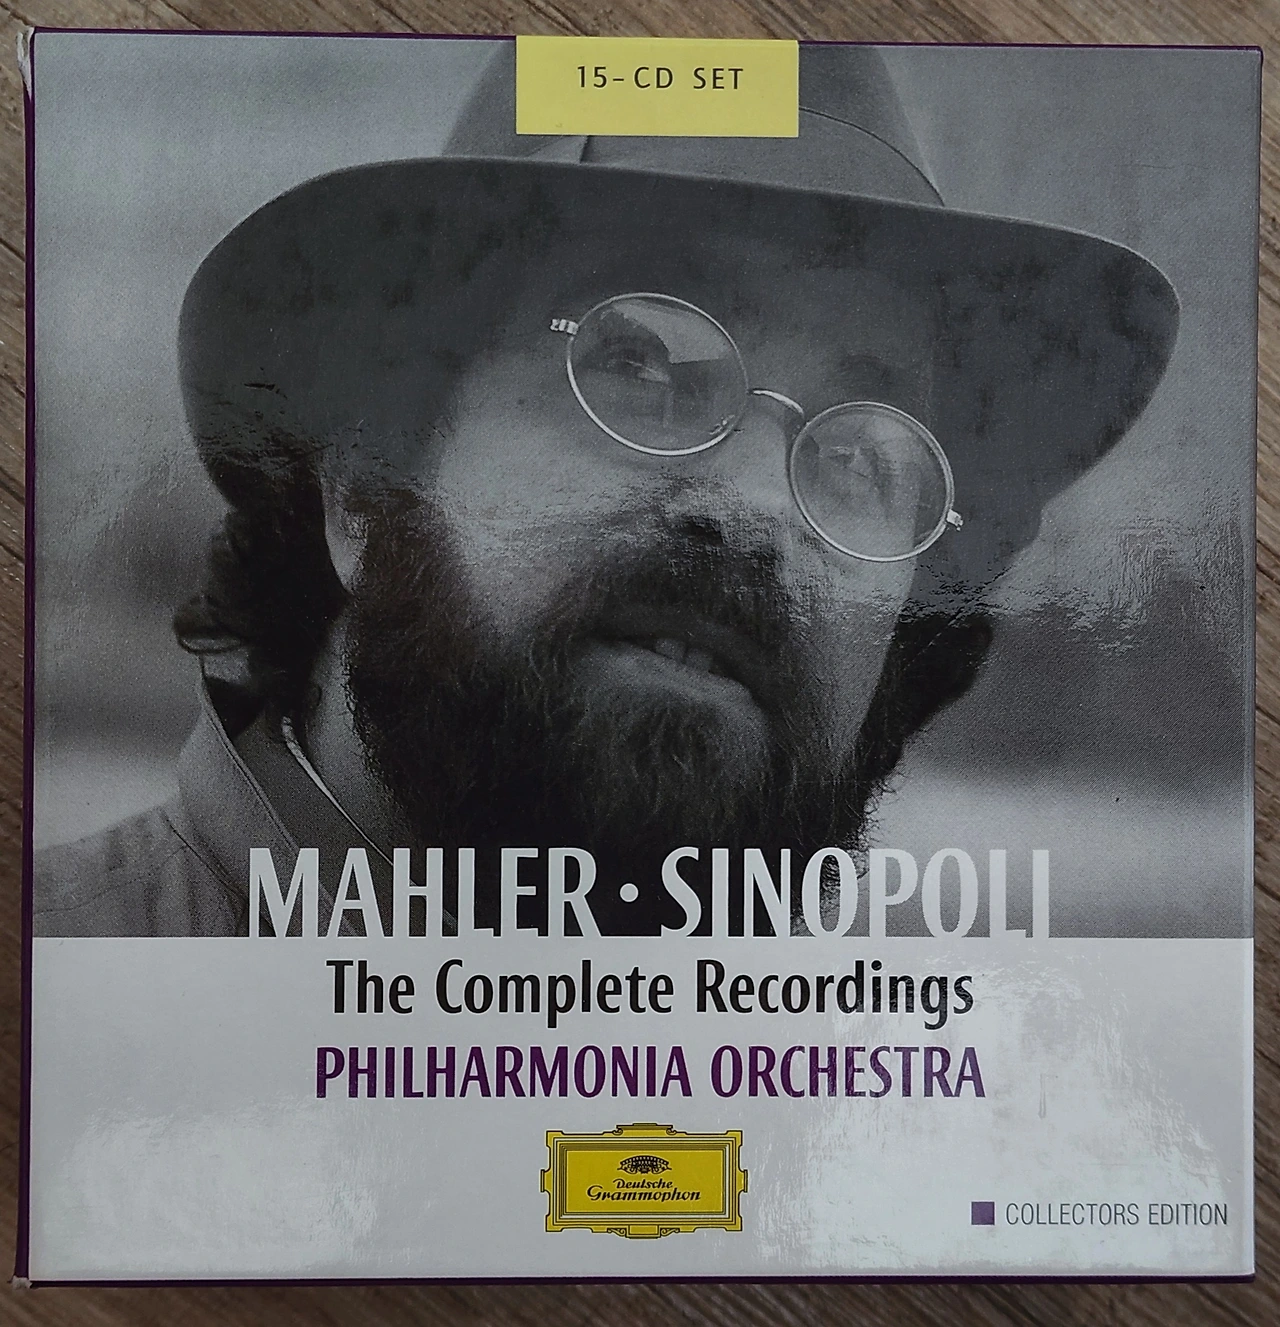 15-CD SET
MAHLER · SINOPOLI
The Complete Recordings
PHILHARMONIA ORCHESTRA
Deutsche
Grammophon
COLLECTORS EDITION